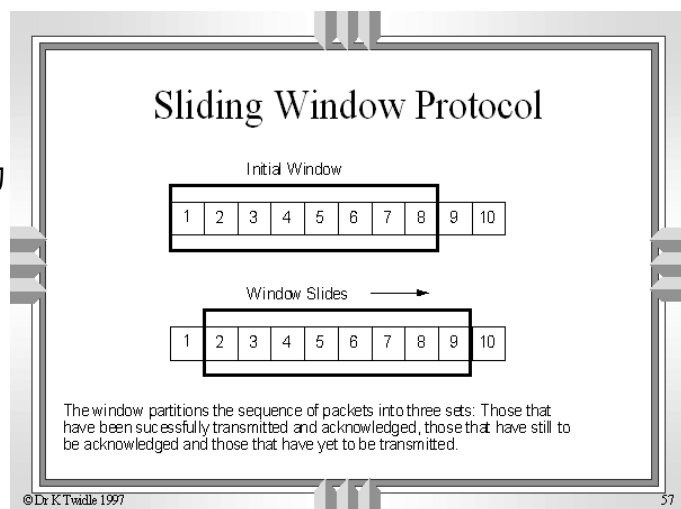 Sliding Window Protocol
Initial Window
1 2 3 4 5 6 7 8 9 10
Window Slides
1 2 3 4 5 6 7 8 9 10
The window partitions the sequence of packets into three sets: Those that
have been sucessfully transmitted and acknowledged, those that have still to
be acknowledged and those that have yet to be transmitted.
© Dr K Twidle 1997
57